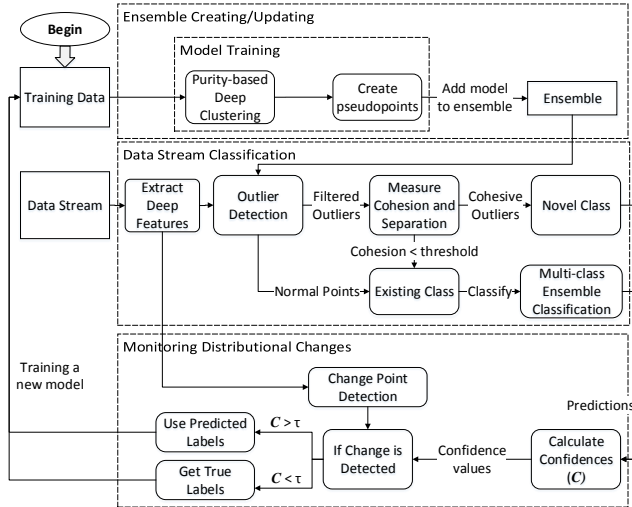 Begin
Ensemble Creating/Updating
Model Training
Training Data
Purity-based
Deep
Clustering
Create
pseudopoints
Add model
to ensemble
Ensemble
Data Stream Classification
Data Stream
Extract
Deep
Features
Outlier
Detection
Filtered
Outliers
Measure
Cohesion and
Separation
Cohesive
Outliers
Novel Class
Cohesion < threshold
Normal Points
Existing Class
Classify
Multi-class
Ensemble
Classification
Monitoring Distributional Changes
Training a
new model
Change Point
Detection
Predictions
Use Predicted
Labels
C > τ
If Change is
Detected
Confidence
values
Calculate
Confidences
(C)
Get True
Labels
C < τ